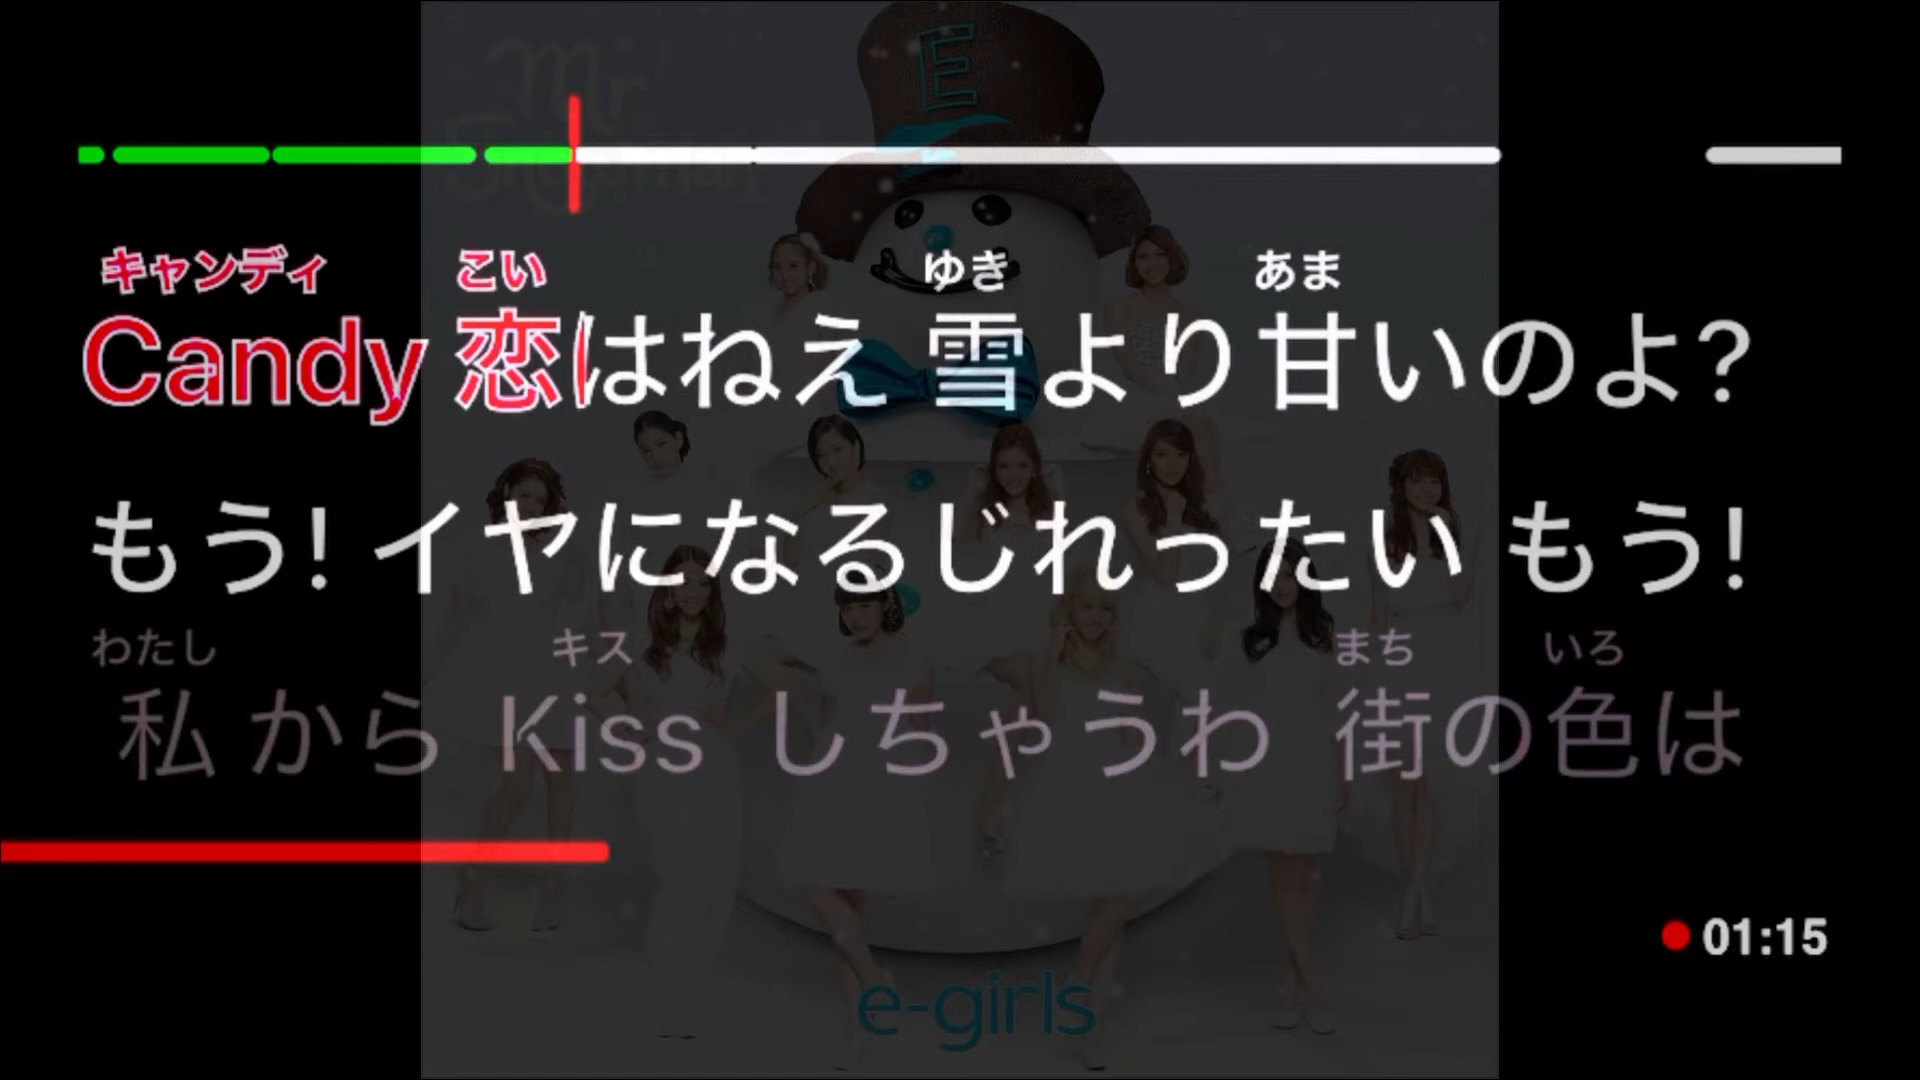 Mr.
Snowman
E
キャンディ こい ゆき あま
Candy 恋はねえ 雪より甘いのよ?
もう! イヤになるじれったい もう!
わたし キス まち いろ
私 から Kiss しちゃうわ 街の色は
01:15
e-girls